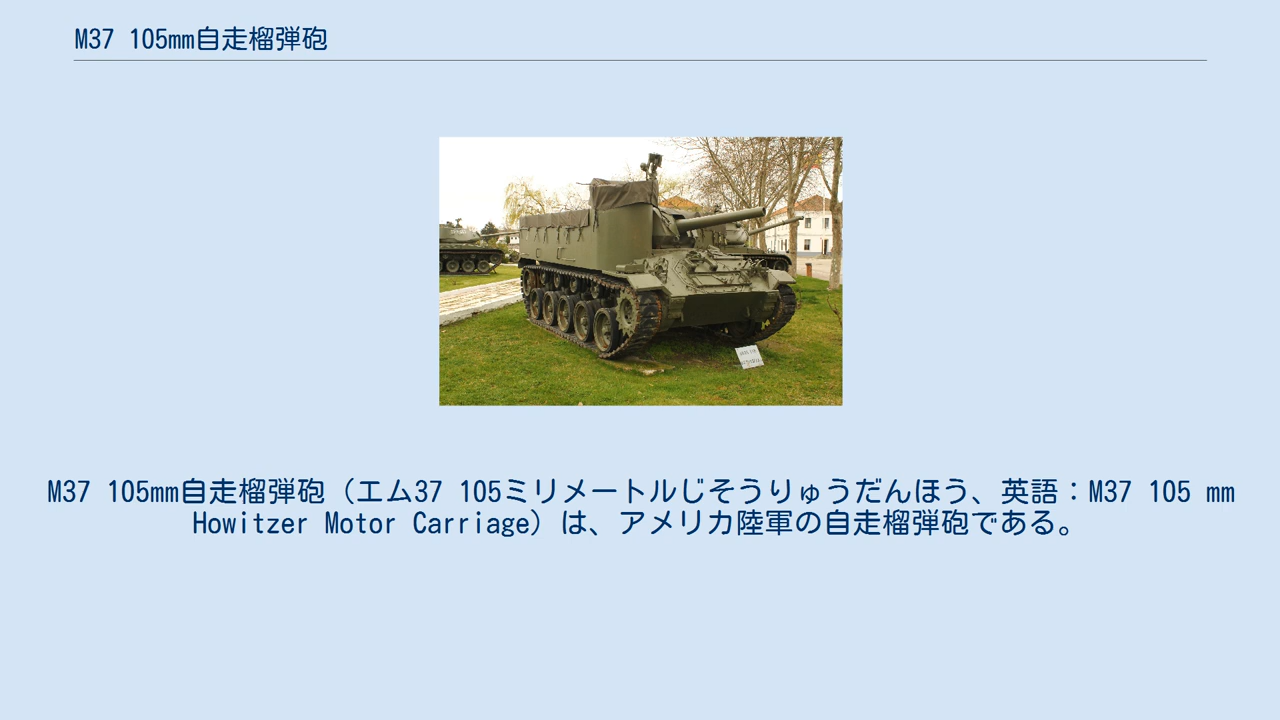 M37 105mm自走榴弾砲
M37 105mm自走榴弾砲（エム37 105ミリメートルじそうりゅうだんほう、英語：M37 105 mm
Howitzer Motor Carriage）は、アメリカ陸軍の自走榴弾砲である。